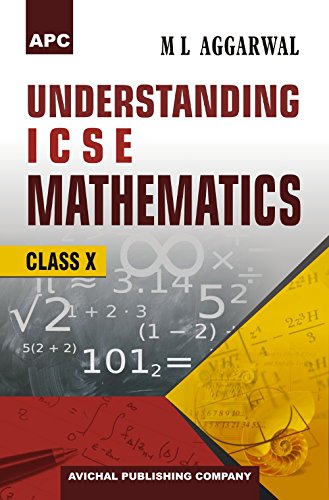 APC
M L AGGARWAL
UNDERSTANDING
ICSE
MATHEMATICS
CLASS X
∞
π ≈ 3.14
5²
√2
1 + 2 · 3
(1 - 2)
5(2 + 2)
101₂ =
AVICHAL PUBLISHING COMPANY